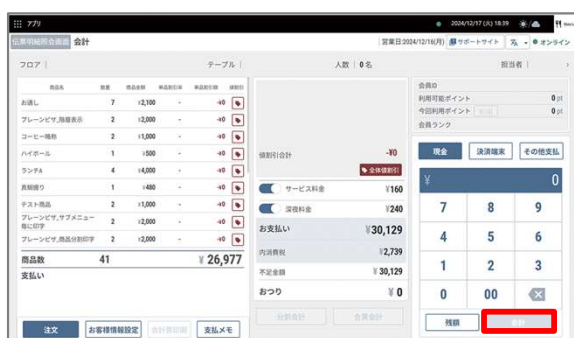 アプリ
2024/12/17 (火) 18:39
伝票明細照会画面 会計
営業日:2024/12/16(月) サポートサイト オンライン
フロア テーブル 人数 0 名 担当者
商品名 数量 商品金額 単品割引率 単品割引額 値割引
お通し 7 ¥2,100 - -¥0
プレーンピザ,階層表示 2 ¥2,000 - -¥0
コーヒー略称 2 ¥1,000 - -¥0
ハイボール 1 ¥500 - -¥0
ランチA 4 ¥4,000 - -¥0
真鯛握り 1 ¥480 - -¥0
テスト商品 2 ¥1,000 - -¥0
プレーンピザ,サブメニュー毎に印字 2 ¥2,000 - -¥0
プレーンピザ,商品分割印字 2 ¥2,000 - -¥0
商品数 41 ¥ 26,977
支払い
注文 お客様情報設定 会計票印刷 支払メモ
値割引合計 -¥0
全体値割引
サービス料金 ¥160
深夜料金 ¥240
お支払い ¥30,129
内消費税 ¥2,739
不足金額 ¥ 30,129
おつり ¥ 0
分割会計 合算会計
会員ID
利用可能ポイント 0 pt
今回利用ポイント 0 pt
会員ランク
現金 決済端末 その他支払
¥ 0
7 8 9
4 5 6
1 2 3
0 00
残額 会計